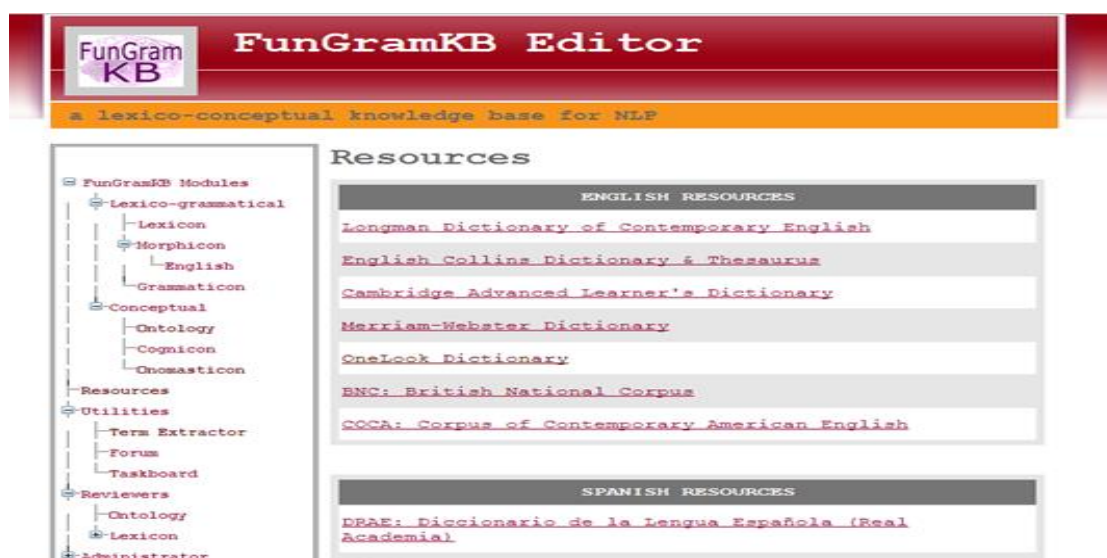 FunGram
KB
FunGramKB Editor
a lexico-conceptual knowledge base for NLP
FunGramKB Modules
Lexico-grammatical
Lexicon
Morphicon
English
Grammaticon
Conceptual
Ontology
Cognicon
Onomasticon
Resources
Utilities
Term Extractor
Forum
Taskboard
Reviewers
Ontology
Lexicon
Administrator
Resources
ENGLISH RESOURCES
Longman Dictionary of Contemporary English
English Collins Dictionary & Thesaurus
Cambridge Advanced Learner's Dictionary
Merriam-Webster Dictionary
OneLook Dictionary
BNC: British National Corpus
COCA: Corpus of Contemporary American English
SPANISH RESOURCES
DRAE: Diccionario de la Lengua Española (Real
Academia)